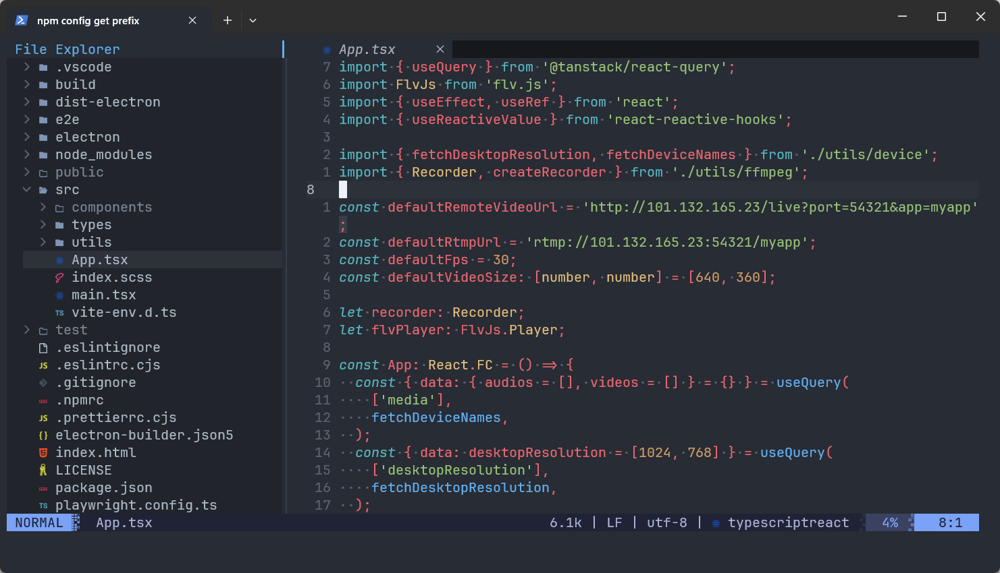 npm config get prefix
File Explorer
.vscode
build
dist-electron
e2e
electron
node_modules
public
src
components
types
utils
App.tsx
index.scss
main.tsx
TS vite-env.d.ts
test
.eslintignore
JS .eslintrc.cjs
.gitignore
.npmrc
JS .prettierrc.cjs
{} electron-builder.json5
index.html
LICENSE
package.json
TS playwright.config.ts
App.tsx
7 import { useQuery } from '@tanstack/react-query';
6 import FlvJs from 'flv.js';
5 import { useEffect, useRef } from 'react';
4 import { useReactiveValue } from 'react-reactive-hooks';
3
2 import { fetchDesktopResolution, fetchDeviceNames } from './utils/device';
1 import { Recorder, createRecorder } from './utils/ffmpeg';
8
1 const defaultRemoteVideoUrl = 'http://101.132.165.23/live?port=54321&app=myapp'
;
2 const defaultRtmpUrl = 'rtmp://101.132.165.23:54321/myapp';
3 const defaultFps = 30;
4 const defaultVideoSize: [number, number] = [640, 360];
5
6 let recorder: Recorder;
7 let flvPlayer: FlvJs.Player;
8
9 const App: React.FC = () => {
10 const { data: { audios = [], videos = [] } = {} } = useQuery(
11 ['media'],
12 fetchDeviceNames,
13 );
14 const { data: desktopResolution = [1024, 768] } = useQuery(
15 ['desktopResolution'],
16 fetchDesktopResolution,
17 );
NORMAL App.tsx 6.1k | LF | utf-8 | typescriptreact 4% 8:1